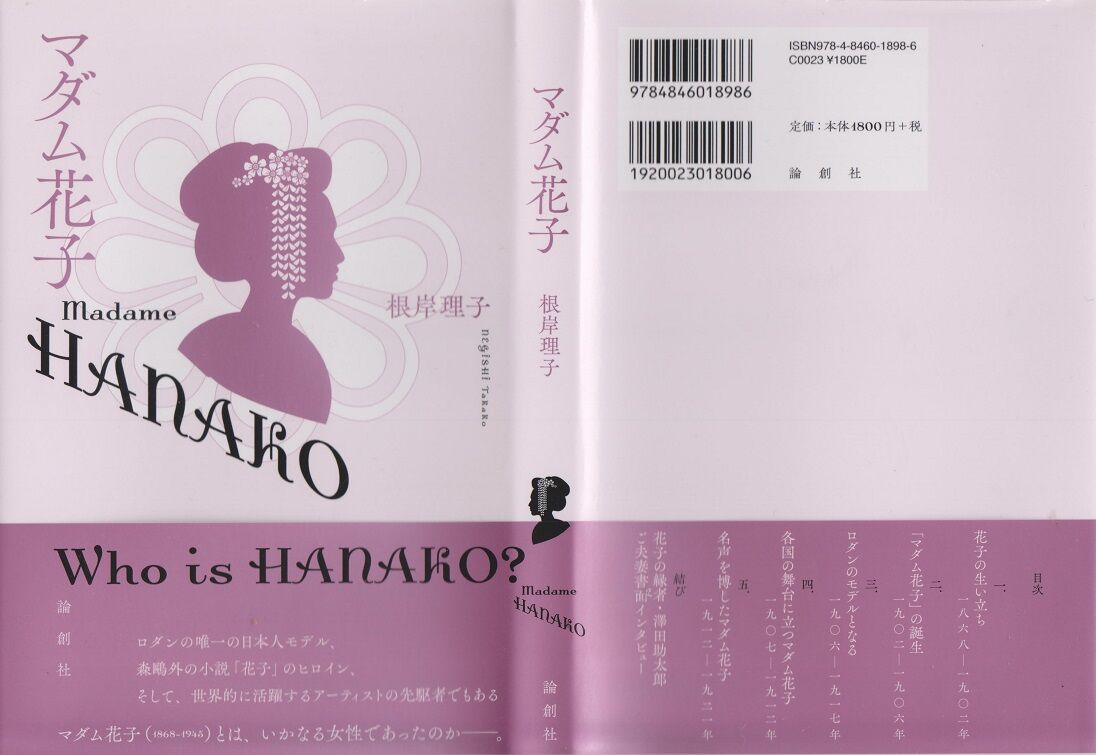 マダム花子
Madame
HANAKO
根岸理子
NEGISHI TAKAKO
Who is HANAKO?
論創社
ロダンの唯一の日本人モデル、
森鷗外の小説「花子」のヒロイン、
そして、世界的に活躍するアーティストの先駆者でもある
マダム花子(1868-1945)とは、いかなる女性であったのか——。
マダム花子
根岸理子
Madame
HANAKO
論創社
ISBN978-4-8460-1898-6
C0023 ¥1800E
9784846018986
定価:本体1800円+税
1920023018006
論創社
目次
一、
花子の生い立ち
一八六八—一九〇二年
二、
「マダム花子」の誕生
一九〇二—一九〇六年
三、
ロダンのモデルとなる
一九〇六—一九一七年
四、
各国の舞台に立つマダム花子
一九〇七—一九一二年
五、
名声を博したマダム花子
一九一二—一九二一年
結び
花子の縁者・澤田助太郎
ご夫妻書面インタビュー